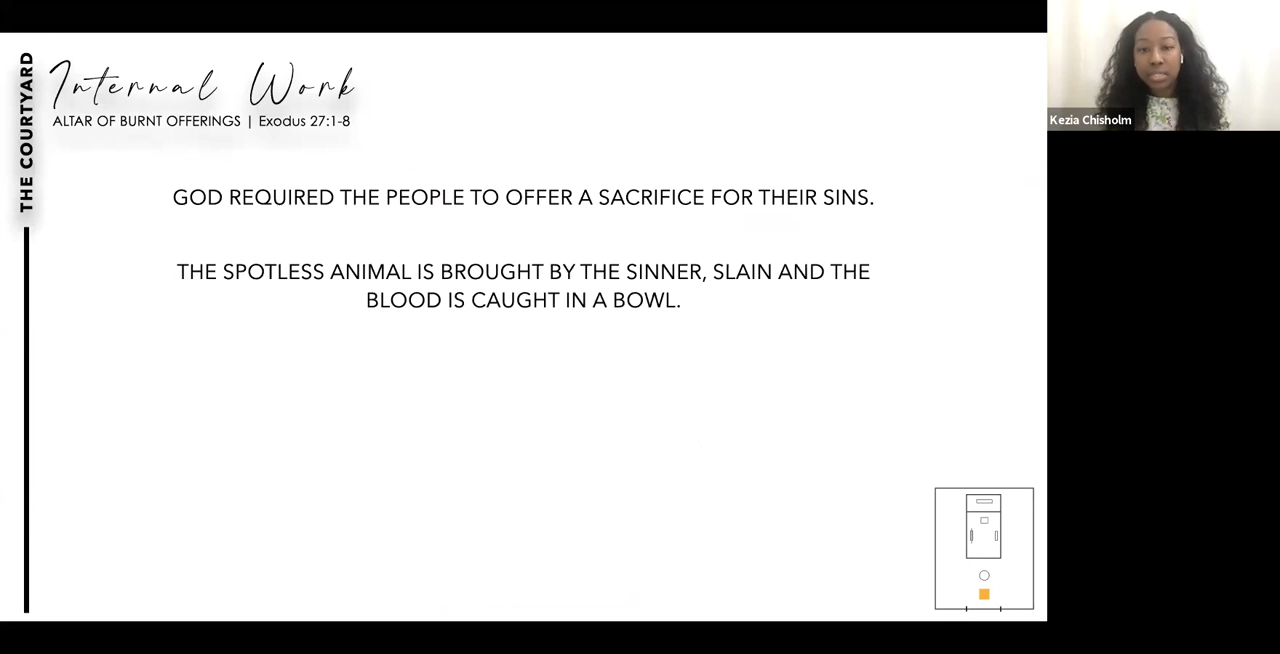 THE COURTYARD
Internal Work
ALTAR OF BURNT OFFERINGS | Exodus 27:1-8
GOD REQUIRED THE PEOPLE TO OFFER A SACRIFICE FOR THEIR SINS.
THE SPOTLESS ANIMAL IS BROUGHT BY THE SINNER, SLAIN AND THE
BLOOD IS CAUGHT IN A BOWL.
Kezia Chisholm